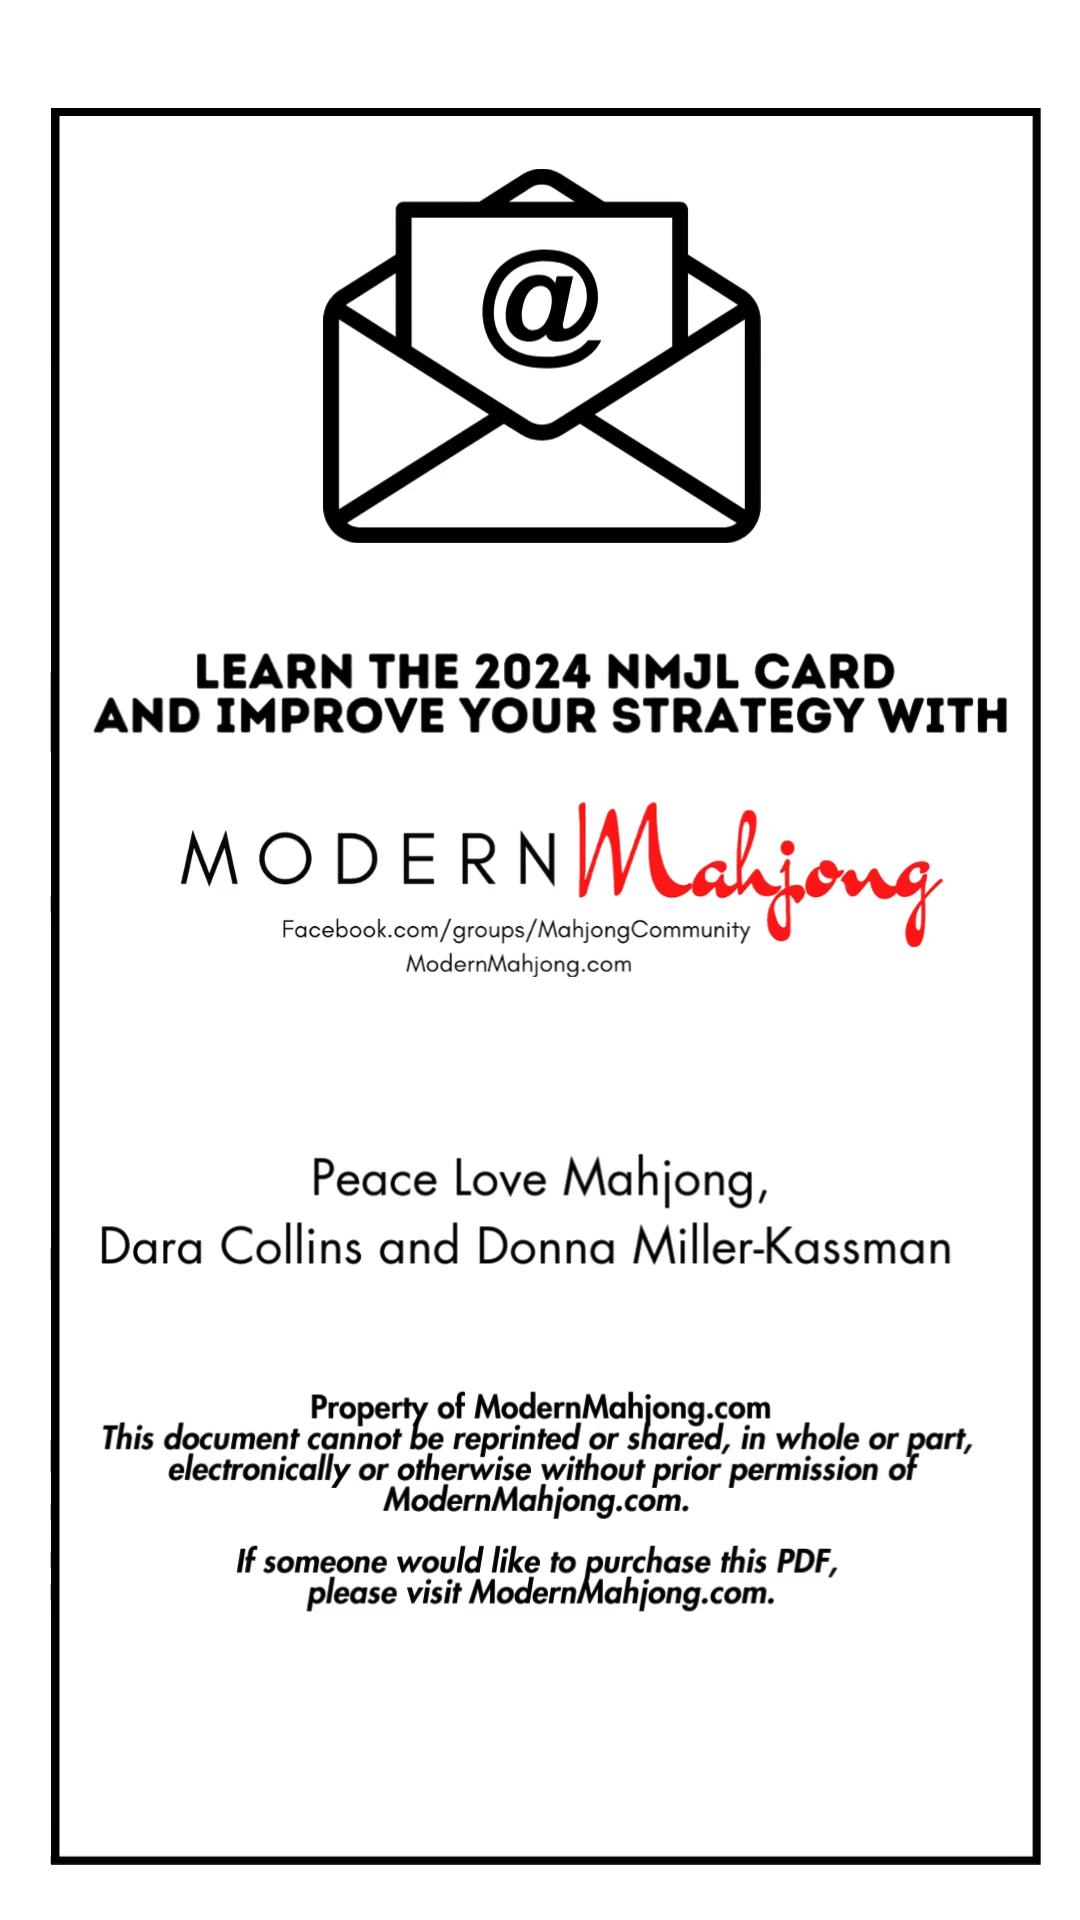 @
LEARN THE 2024 NMJL CARD
AND IMPROVE YOUR STRATEGY WITH
MODERN Mahjong
Facebook.com/groups/MahjongCommunity
ModernMahjong.com
Peace Love Mahjong,
Dara Collins and Donna Miller-Kassman
Property of ModernMahjong.com
This document cannot be reprinted or shared, in whole or part,
electronically or otherwise without prior permission of
ModernMahjong.com.
If someone would like to purchase this PDF,
please visit ModernMahjong.com.